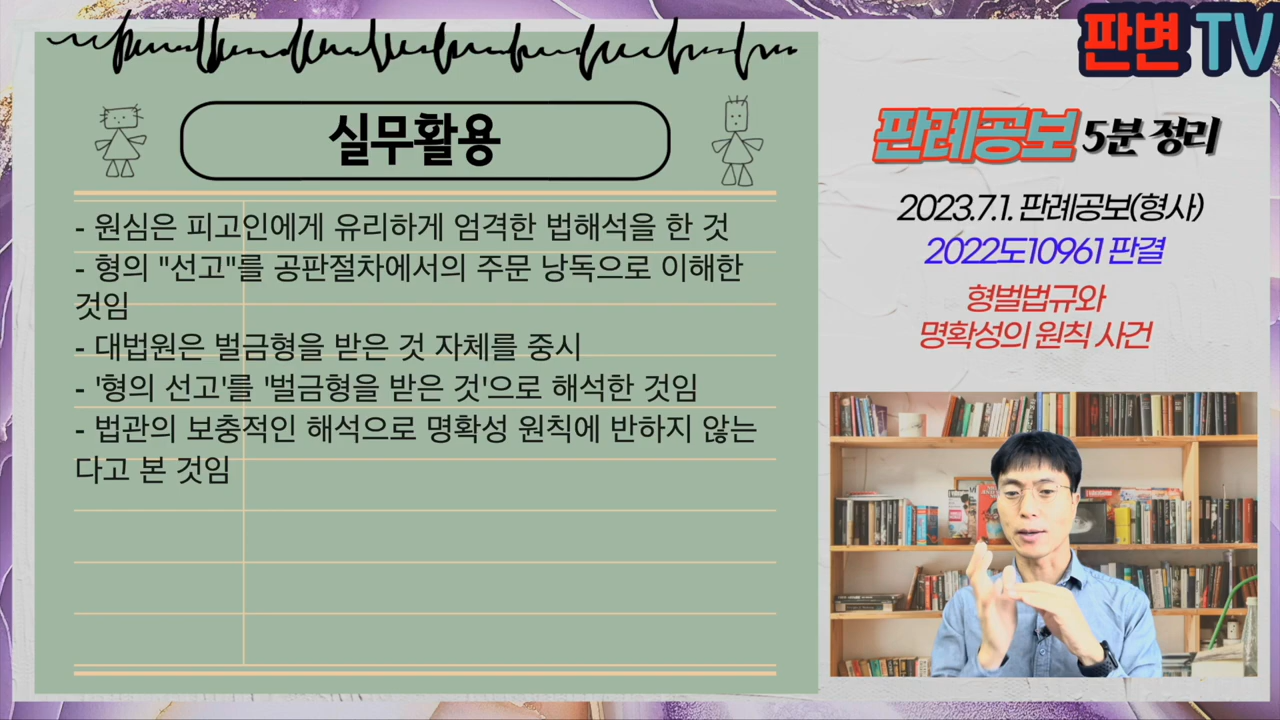 판변 TV
실무활용
- 원심은 피고인에게 유리하게 엄격한 법해석을 한 것
- 형의 "선고"를 공판절차에서의 주문 낭독으로 이해한
것임
- 대법원은 벌금형을 받은 것 자체를 중시
- '형의 선고'를 '벌금형을 받은 것'으로 해석한 것임
- 법관의 보충적인 해석으로 명확성 원칙에 반하지 않는
다고 본 것임
판례공보 5분 정리
2023.7.1. 판례공보(형사)
2022도10961 판결
형벌법규와
명확성의 원칙 사건